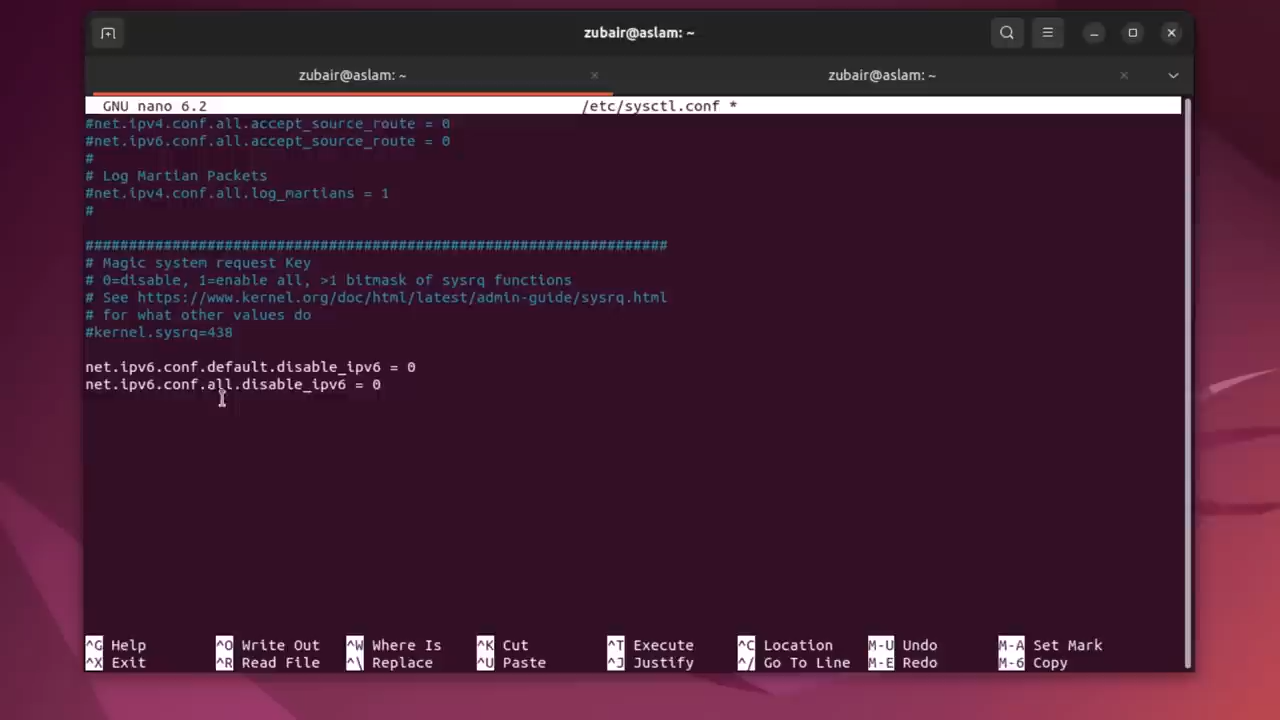 zubair@aslam: ~
zubair@aslam: ~ × zubair@aslam: ~ ×
GNU nano 6.2 /etc/sysctl.conf *
#net.ipv4.conf.all.accept_source_route = 0
#net.ipv6.conf.all.accept_source_route = 0
#
# Log Martian Packets
#net.ipv4.conf.all.log_martians = 1
#
###################################################################
# Magic system request Key
# 0=disable, 1=enable all, >1 bitmask of sysrq functions
# See https://www.kernel.org/doc/html/latest/admin-guide/sysrq.html
# for what other values do
#kernel.sysrq=438
net.ipv6.conf.default.disable_ipv6 = 0
net.ipv6.conf.all.disable_ipv6 = 0
^G Help ^O Write Out ^W Where Is ^K Cut ^T Execute ^C Location M-U Undo M-A Set Mark
^X Exit ^R Read File ^\ Replace ^U Paste ^J Justify ^/ Go To Line M-E Redo M-6 Copy